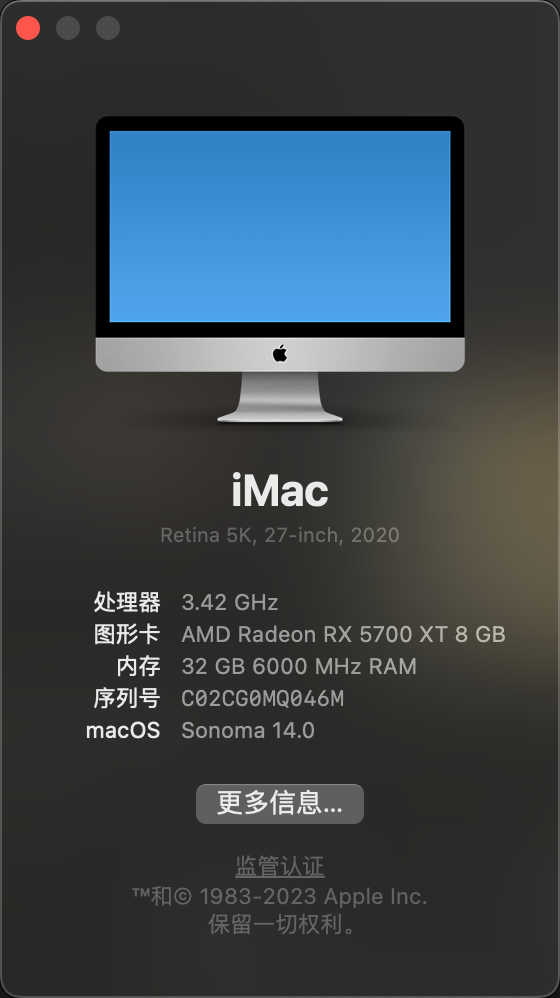 iMac
Retina 5K, 27-inch, 2020
处理器 3.42 GHz
图形卡 AMD Radeon RX 5700 XT 8 GB
内存 32 GB 6000 MHz RAM
序列号 C02CG0MQ046M
macOS Sonoma 14.0
更多信息...
监管认证
™和© 1983-2023 Apple Inc.
保留一切权利。